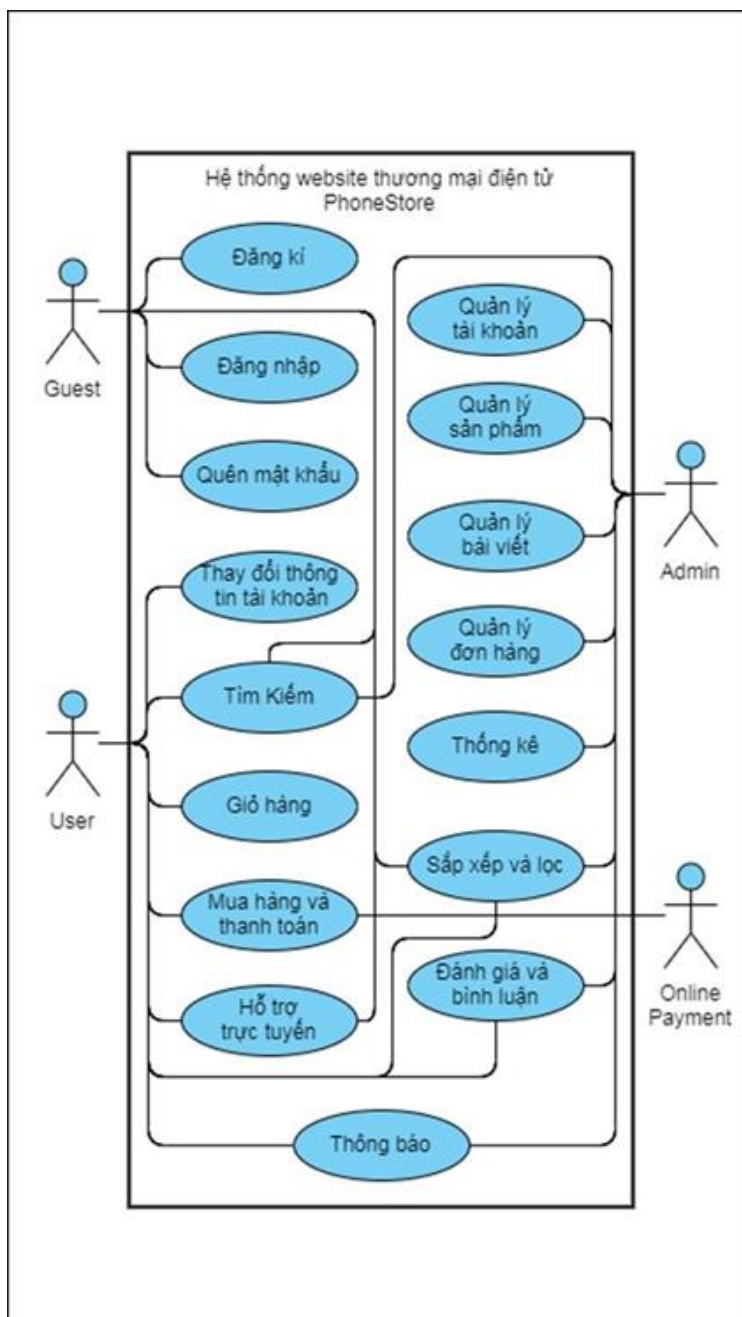 Hệ thống website thương mại điện tử
PhoneStore
Đăng kí
Đăng nhập
Quên mật khẩu
Thay đổi thông
tin tài khoản
Tìm Kiếm
Giỏ hàng
Mua hàng và
thanh toán
Hỗ trợ
trực tuyến
Quản lý
tài khoản
Quản lý
sản phẩm
Quản lý
bài viết
Quản lý
đơn hàng
Thống kê
Sắp xếp và lọc
Đánh giá và
bình luận
Thông báo
Guest
User
Admin
Online
Payment